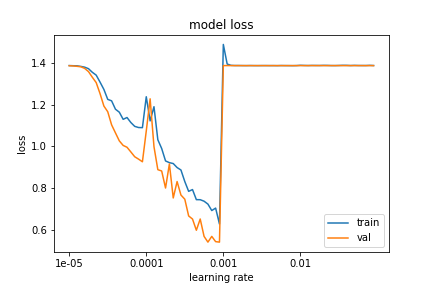 model loss
1.4
1.2
1.0
0.8
0.6
loss
1e-05
0.0001
0.001
0.01
learning rate
train
val